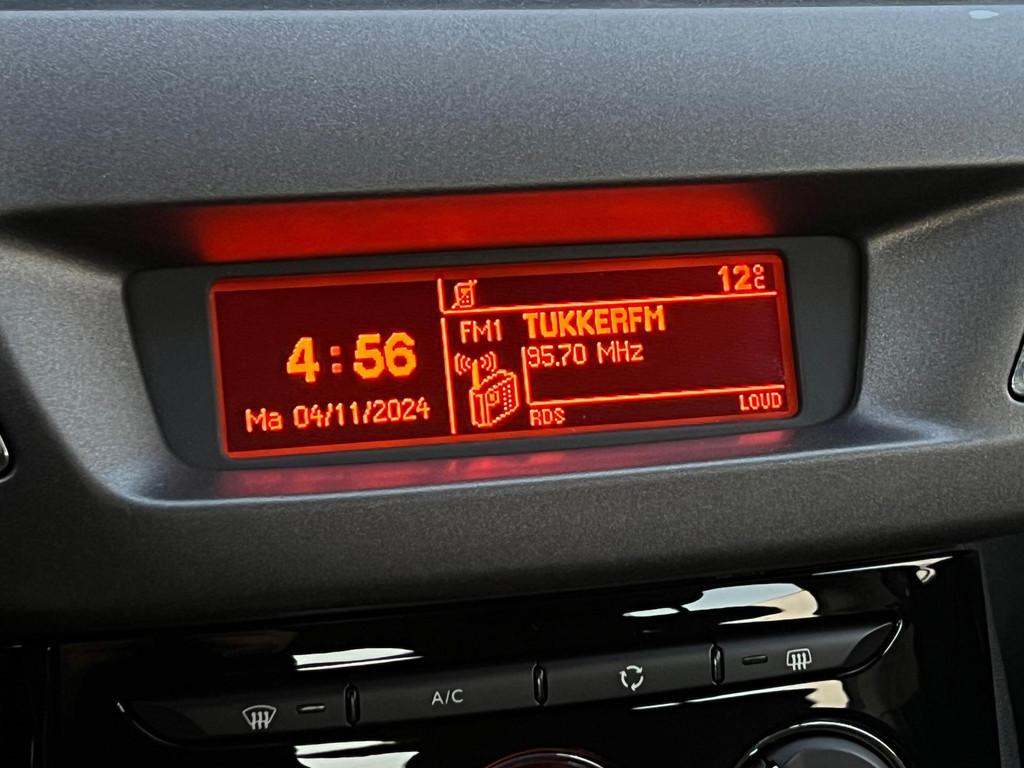 12°C
4:56
Ma 04/11/2024
FM1 TUKKERFM
95.70 MHz
RDS LOUD
A/C